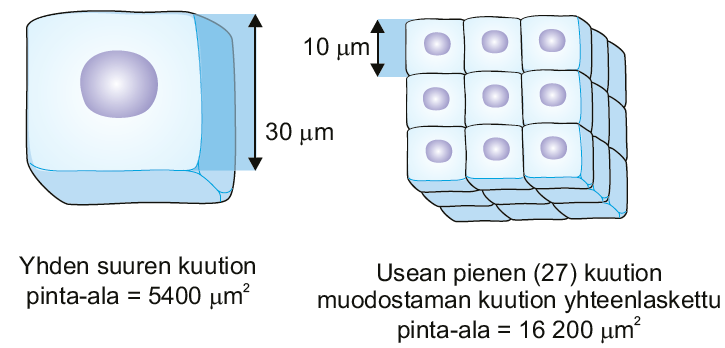 10 μm
30 μm
Yhden suuren kuution
pinta-ala = 5400 μm²
Usean pienen (27) kuution
muodostaman kuution yhteenlaskettu
pinta-ala = 16 200 μm²